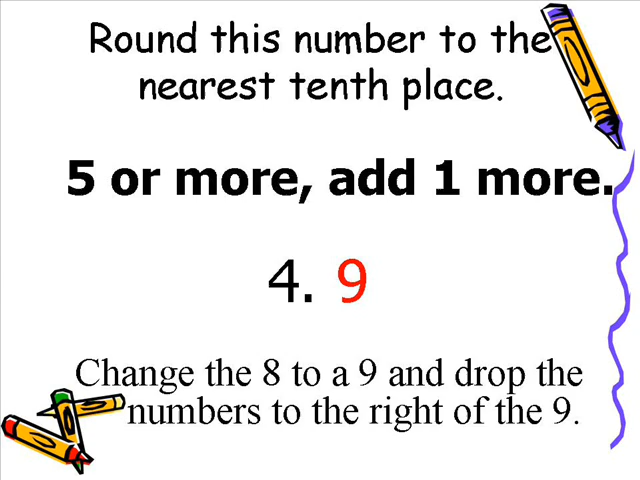 Round this number to the
nearest tenth place.
5 or more, add 1 more.
4. 9
Change the 8 to a 9 and drop the
numbers to the right of the 9.